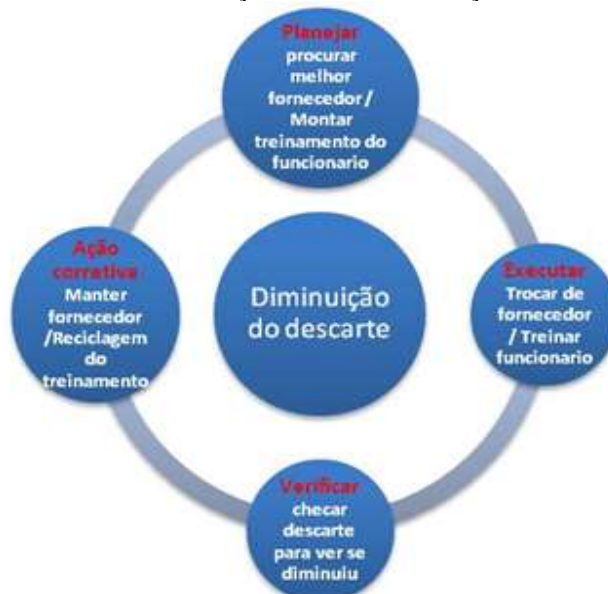 Planejar
procurar
melhor
fornecedor/
Montar
treinamento do
funcionario
Executar
Trocar de
fornecedor
/ Treinar
funcionario
Verificar
checar
descarte
para ver se
diminuiu
Ação
corrativa
Manter
fornecedor
/Reciclagem
do
treinamento
Diminuição
do descarte